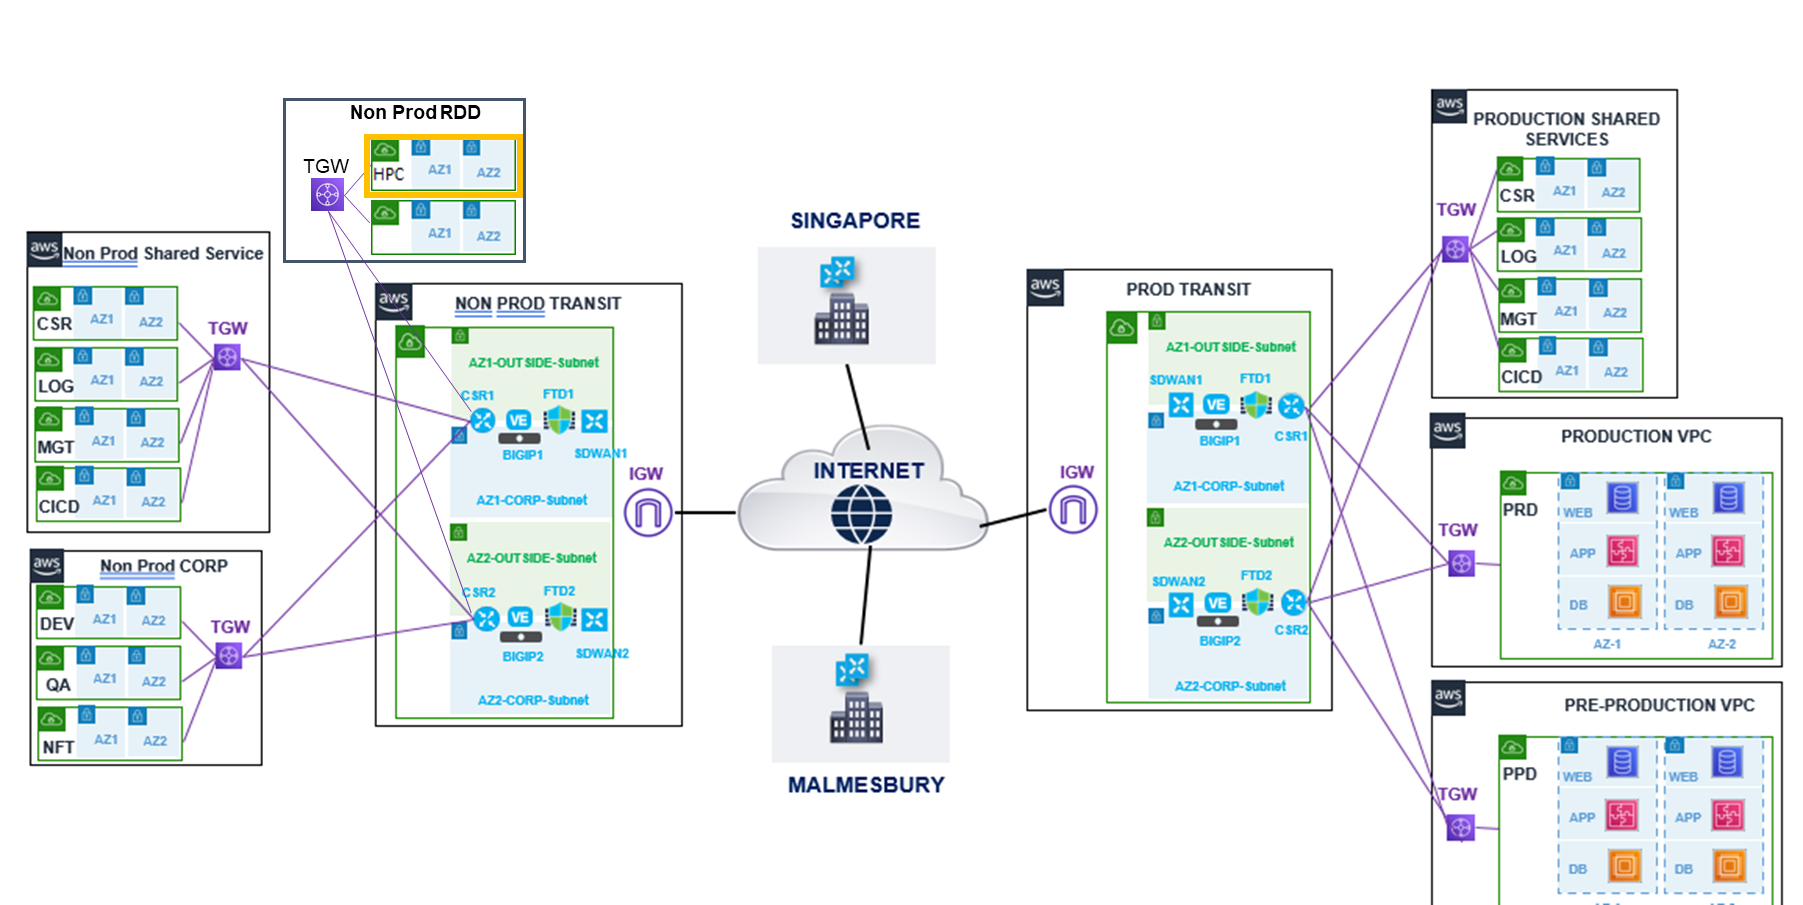 Non Prod RDD
TGW
HPC
AZ1
AZ2
AZ1
AZ2
aws
Non Prod Shared Service
CSR
AZ1
AZ2
LOG
AZ1
AZ2
MGT
AZ1
AZ2
CICD
AZ1
AZ2
TGW
aws
Non Prod CORP
DEV
AZ1
AZ2
QA
AZ1
AZ2
NFT
AZ1
AZ2
TGW
aws
NON PROD TRANSIT
AZ1-OUTSIDE-Subnet
CSR1
VE
FTD1
BIGIP1
SDWAN1
AZ1-CORP-Subnet
AZ2-OUTSIDE-Subnet
CSR2
VE
FTD2
BIGIP2
SDWAN2
AZ2-CORP-Subnet
IGW
SINGAPORE
INTERNET
MALMESBURY
IGW
aws
PROD TRANSIT
AZ1-OUTSIDE-Subnet
SDWAN1
VE
FTD1
BIGIP1
CSR1
AZ1-CORP-Subnet
AZ2-OUTSIDE-Subnet
SDWAN2
VE
FTD2
BIGIP2
CSR2
AZ2-CORP-Subnet
aws
PRODUCTION SHARED
SERVICES
TGW
CSR
AZ1
AZ2
LOG
AZ1
AZ2
MGT
AZ1
AZ2
CICD
AZ1
AZ2
aws
PRODUCTION VPC
TGW
PRD
WEB
WEB
APP
APP
DB
DB
AZ-1
AZ-2
aws
PRE-PRODUCTION VPC
TGW
PPD
WEB
WEB
APP
APP
DB
DB